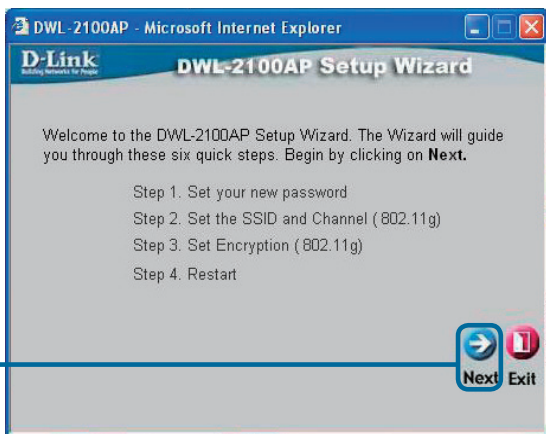 DWL-2100AP - Microsoft Internet Explorer
D-Link
Building Networks for People
DWL-2100AP Setup Wizard
Welcome to the DWL-2100AP Setup Wizard. The Wizard will guide
you through these six quick steps. Begin by clicking on Next.
Step 1. Set your new password
Step 2. Set the SSID and Channel ( 802.11g)
Step 3. Set Encryption ( 802.11g)
Step 4. Restart
Next Exit